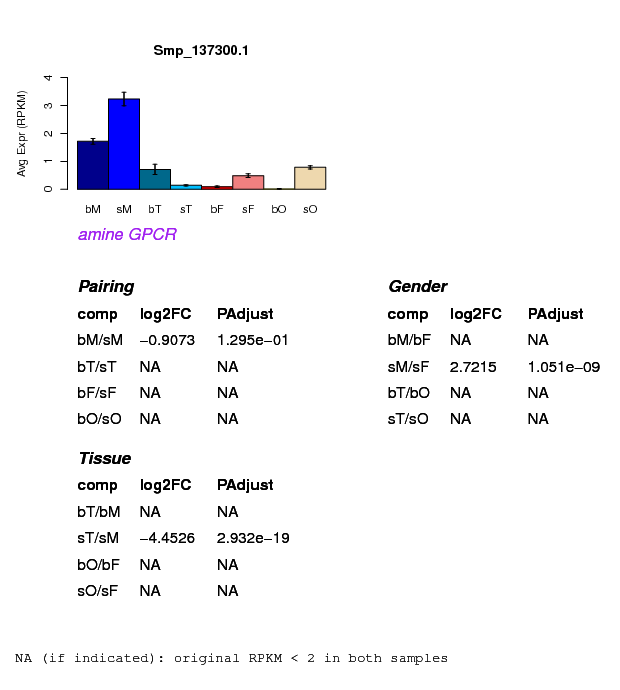 Smp_137300.1
Avg Expr (RPKM)
4
3
2
1
0
bM sM bT sT bF sF bO sO
amine GPCR
Pairing
comp log2FC PAdjust
bM/sM −0.9073 1.295e−01
bT/sT NA NA
bF/sF NA NA
bO/sO NA NA
Gender
comp log2FC PAdjust
bM/bF NA NA
sM/sF 2.7215 1.051e−09
bT/bO NA NA
sT/sO NA NA
Tissue
comp log2FC PAdjust
bT/bM NA NA
sT/sM −4.4526 2.932e−19
bO/bF NA NA
sO/sF NA NA
NA (if indicated): original RPKM < 2 in both samples